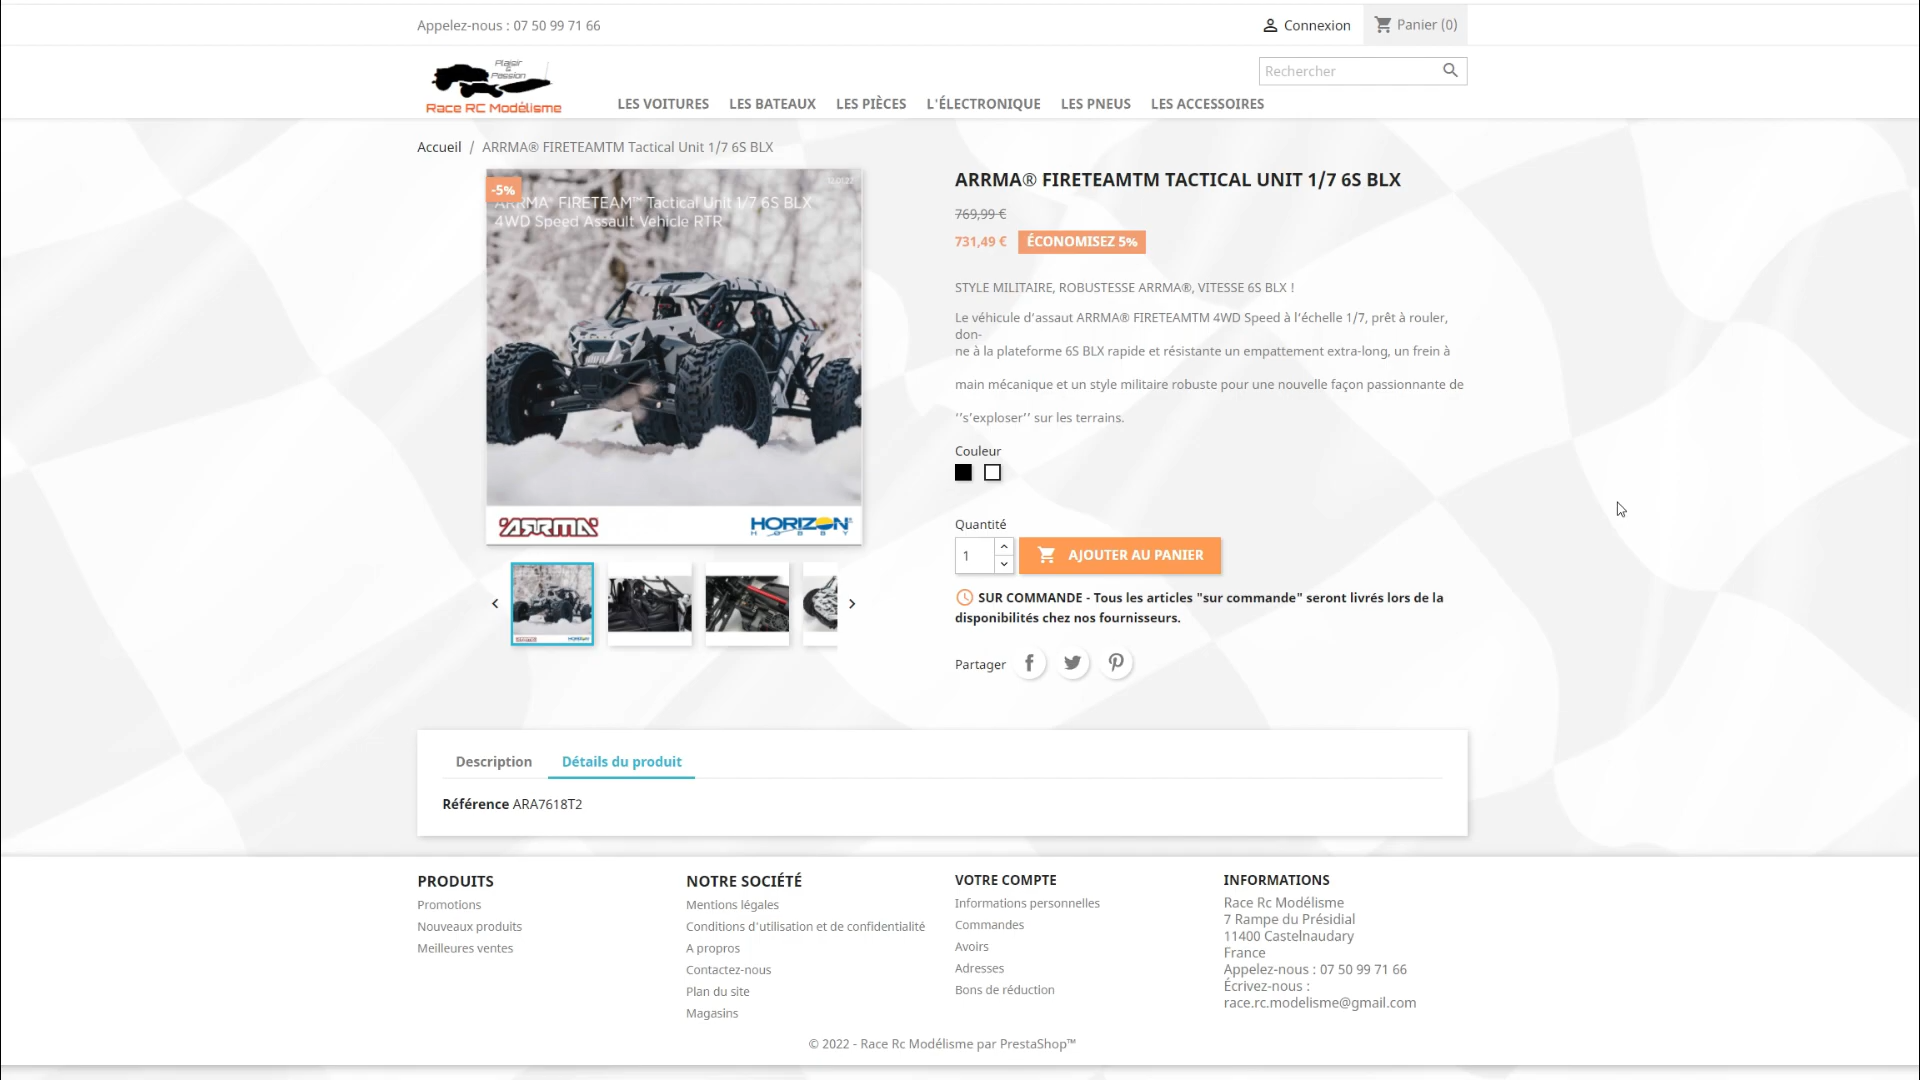 Appelez-nous : 07 50 99 71 66
Connexion
Panier (0)
Plaisir
&
Passion
Race RC Modélisme
Rechercher
LES VOITURES
LES BATEAUX
LES PIÈCES
L'ÉLECTRONIQUE
LES PNEUS
LES ACCESSOIRES
Accueil / ARRMA® FIRETEAMTM Tactical Unit 1/7 6S BLX
-5%
ARRMA® FIRETEAM™ Tactical Unit 1/7 6S BLX
4WD Speed Assault Vehicle RTR
ARRMA
HORIZON
HOBBY
ARRMA® FIRETEAMTM TACTICAL UNIT 1/7 6S BLX
769,99 €
731,49 € ÉCONOMISEZ 5%
STYLE MILITAIRE, ROBUSTESSE ARRMA®, VITESSE 6S BLX !
Le véhicule d’assaut ARRMA® FIRETEAMTM 4WD Speed à l’échelle 1/7, prêt à rouler,
don-
ne à la plateforme 6S BLX rapide et résistante un empattement extra-long, un frein à
main mécanique et un style militaire robuste pour une nouvelle façon passionnante de
‘’s’exploser’’ sur les terrains.
Couleur
Quantité
1
AJOUTER AU PANIER
SUR COMMANDE - Tous les articles "sur commande" seront livrés lors de la
disponibilités chez nos fournisseurs.
Partager
Description
Détails du produit
Référence ARA7618T2
PRODUITS
Promotions
Nouveaux produits
Meilleures ventes
NOTRE SOCIÉTÉ
Mentions légales
Conditions d'utilisation et de confidentialité
A propros
Contactez-nous
Plan du site
Magasins
VOTRE COMPTE
Informations personnelles
Commandes
Avoirs
Adresses
Bons de réduction
INFORMATIONS
Race Rc Modélisme
7 Rampe du Présidial
11400 Castelnaudary
France
Appelez-nous : 07 50 99 71 66
Écrivez-nous :
race.rc.modelisme@gmail.com
© 2022 - Race Rc Modélisme par PrestaShop™